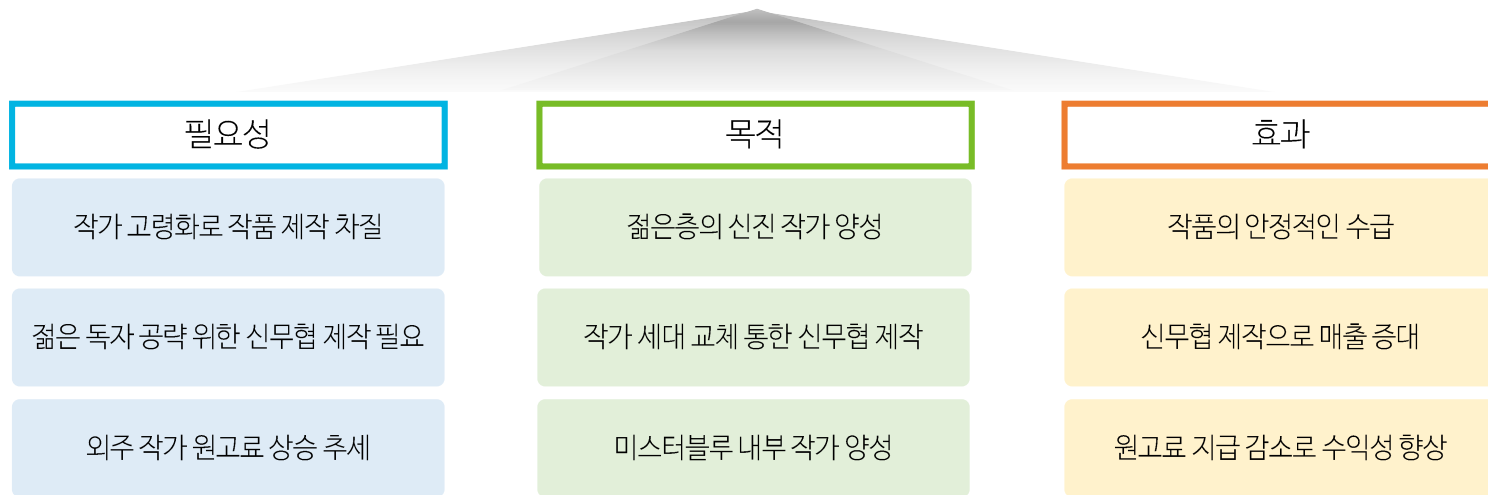 필요성
작가 고령화로 작품 제작 차질
젊은 독자 공략 위한 신무협 제작 필요
외주 작가 원고료 상승 추세
목적
젊은층의 신진 작가 양성
작가 세대 교체 통한 신무협 제작
미스터블루 내부 작가 양성
효과
작품의 안정적인 수급
신무협 제작으로 매출 증대
원고료 지급 감소로 수익성 향상